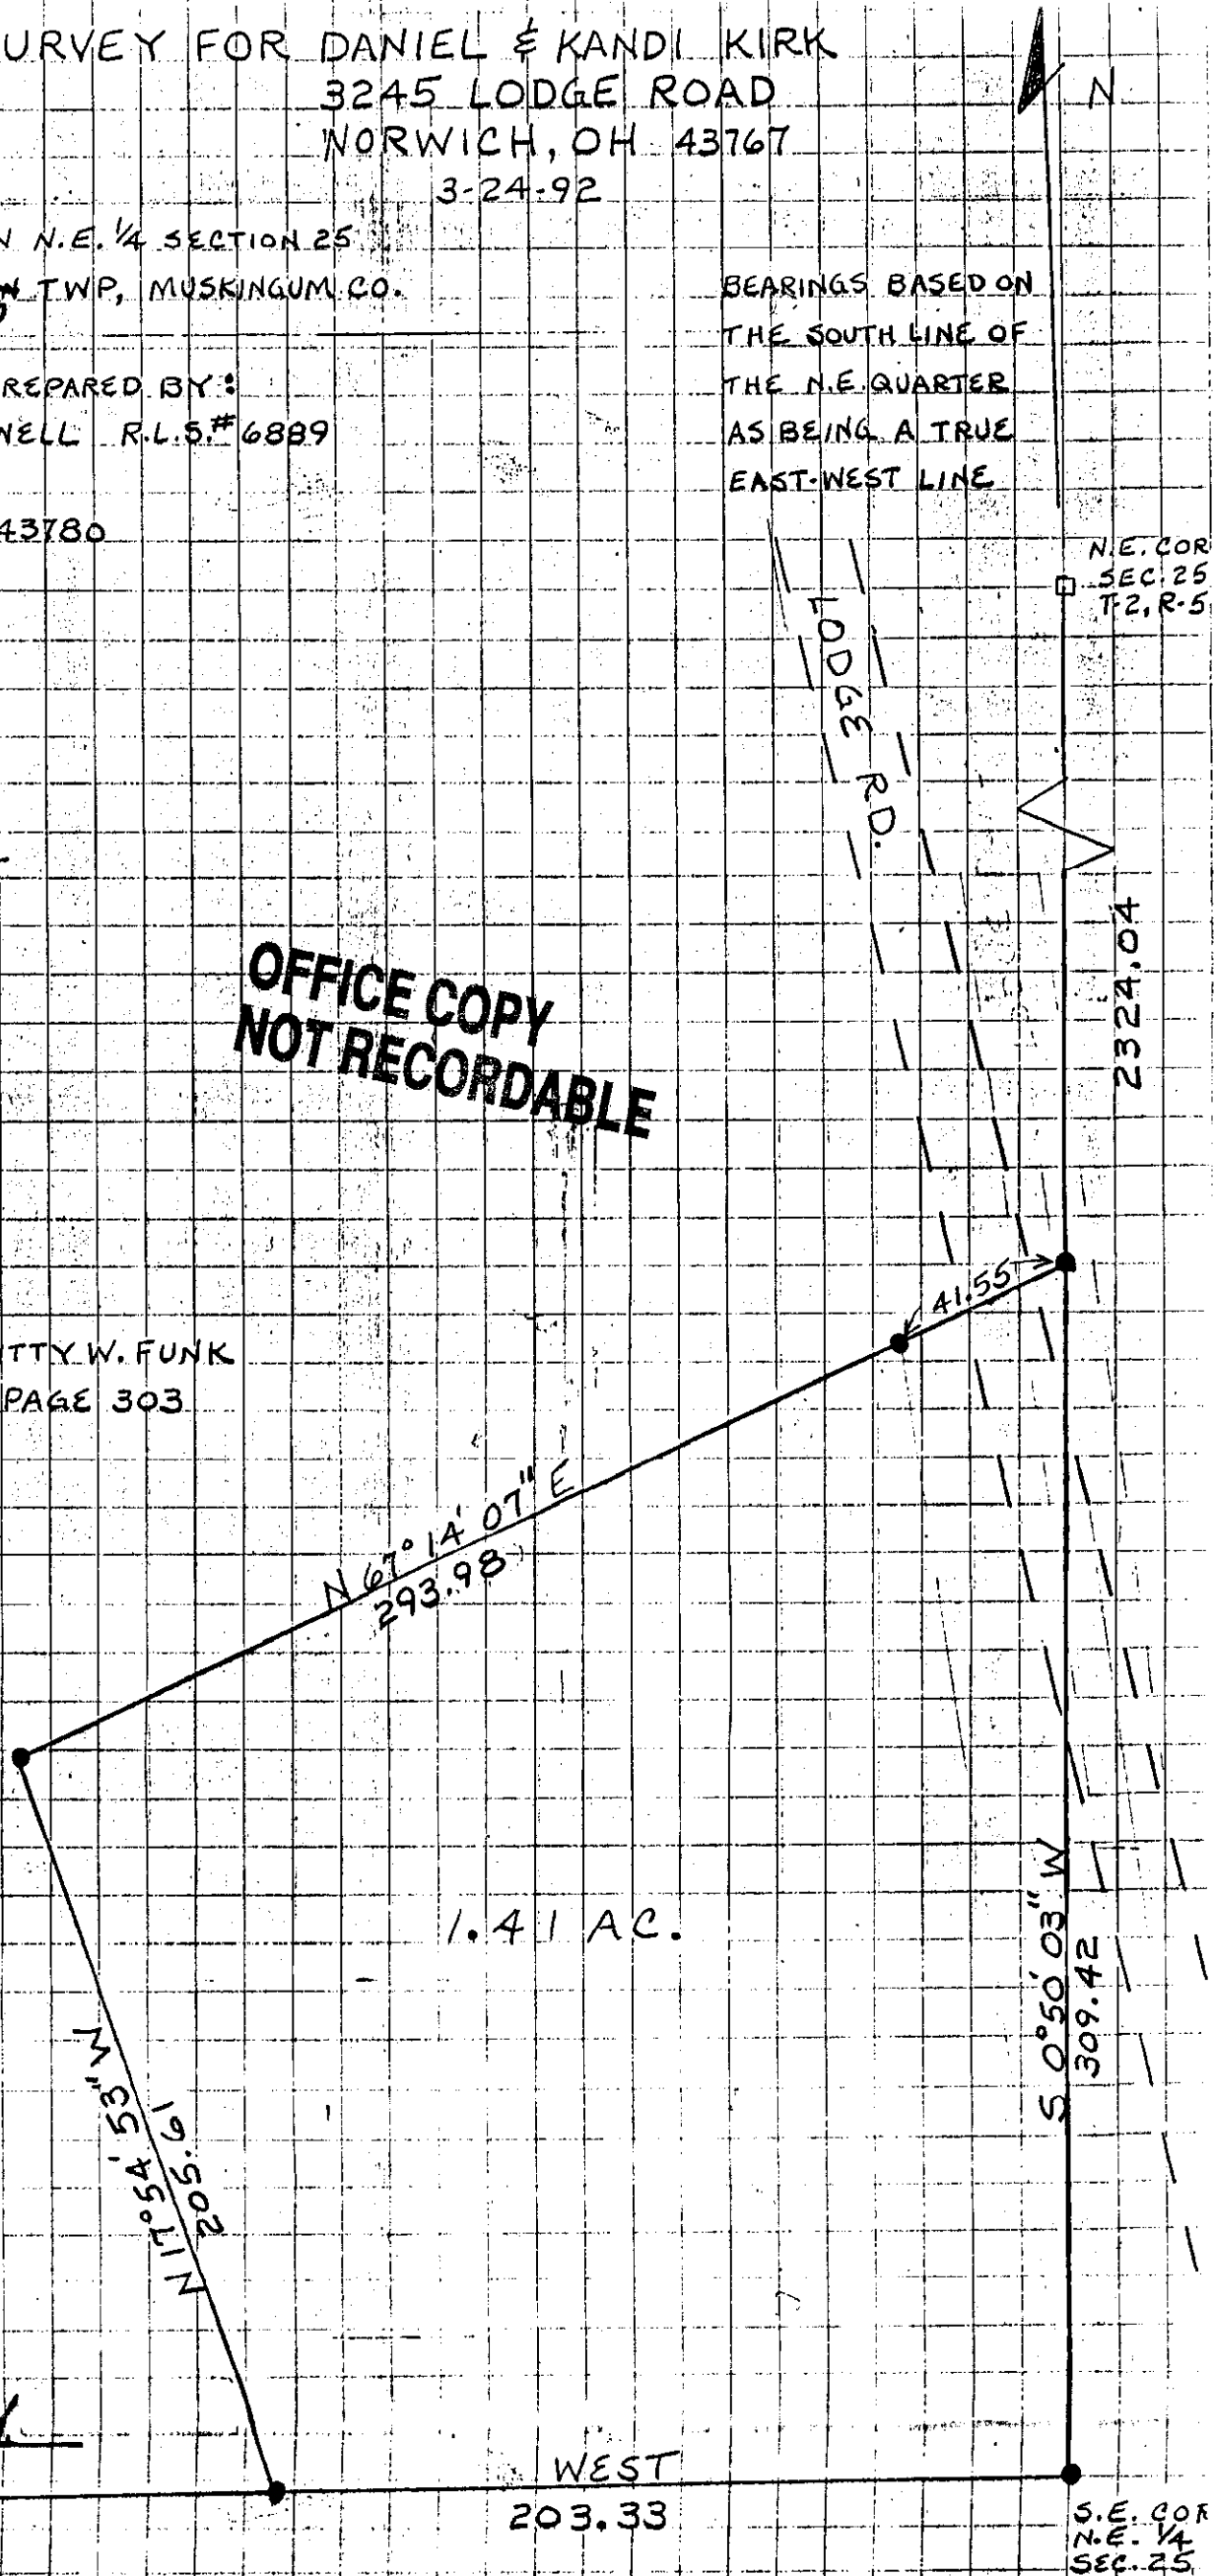 URVEY FOR DANIEL & KANDI KIRK
3245 LODGE ROAD
NORWICH, OH 43767
3-24-92
N
N N.E. 1/4 SECTION 25
N TWP, MUSKINGUM CO.
REPARED BY:
NELL R.L.S.# 6889
43780
BEARINGS BASED ON
THE SOUTH LINE OF
THE N.E. QUARTER
AS BEING A TRUE
EAST-WEST LINE
N.E. COR
SEC. 25
T-2, R-5
LODGE RD.
2324.04
OFFICE COPY
NOT RECORDABLE
41.55
TTY W. FUNK
PAGE 303
N 67° 14' 07" E
293.98
1.41 AC.
S 0° 50' 03" W
309.42
N 17° 54' 53" W
205.61
WEST
203.33
S.E. COR
N.E. 1/4
SEC. 25